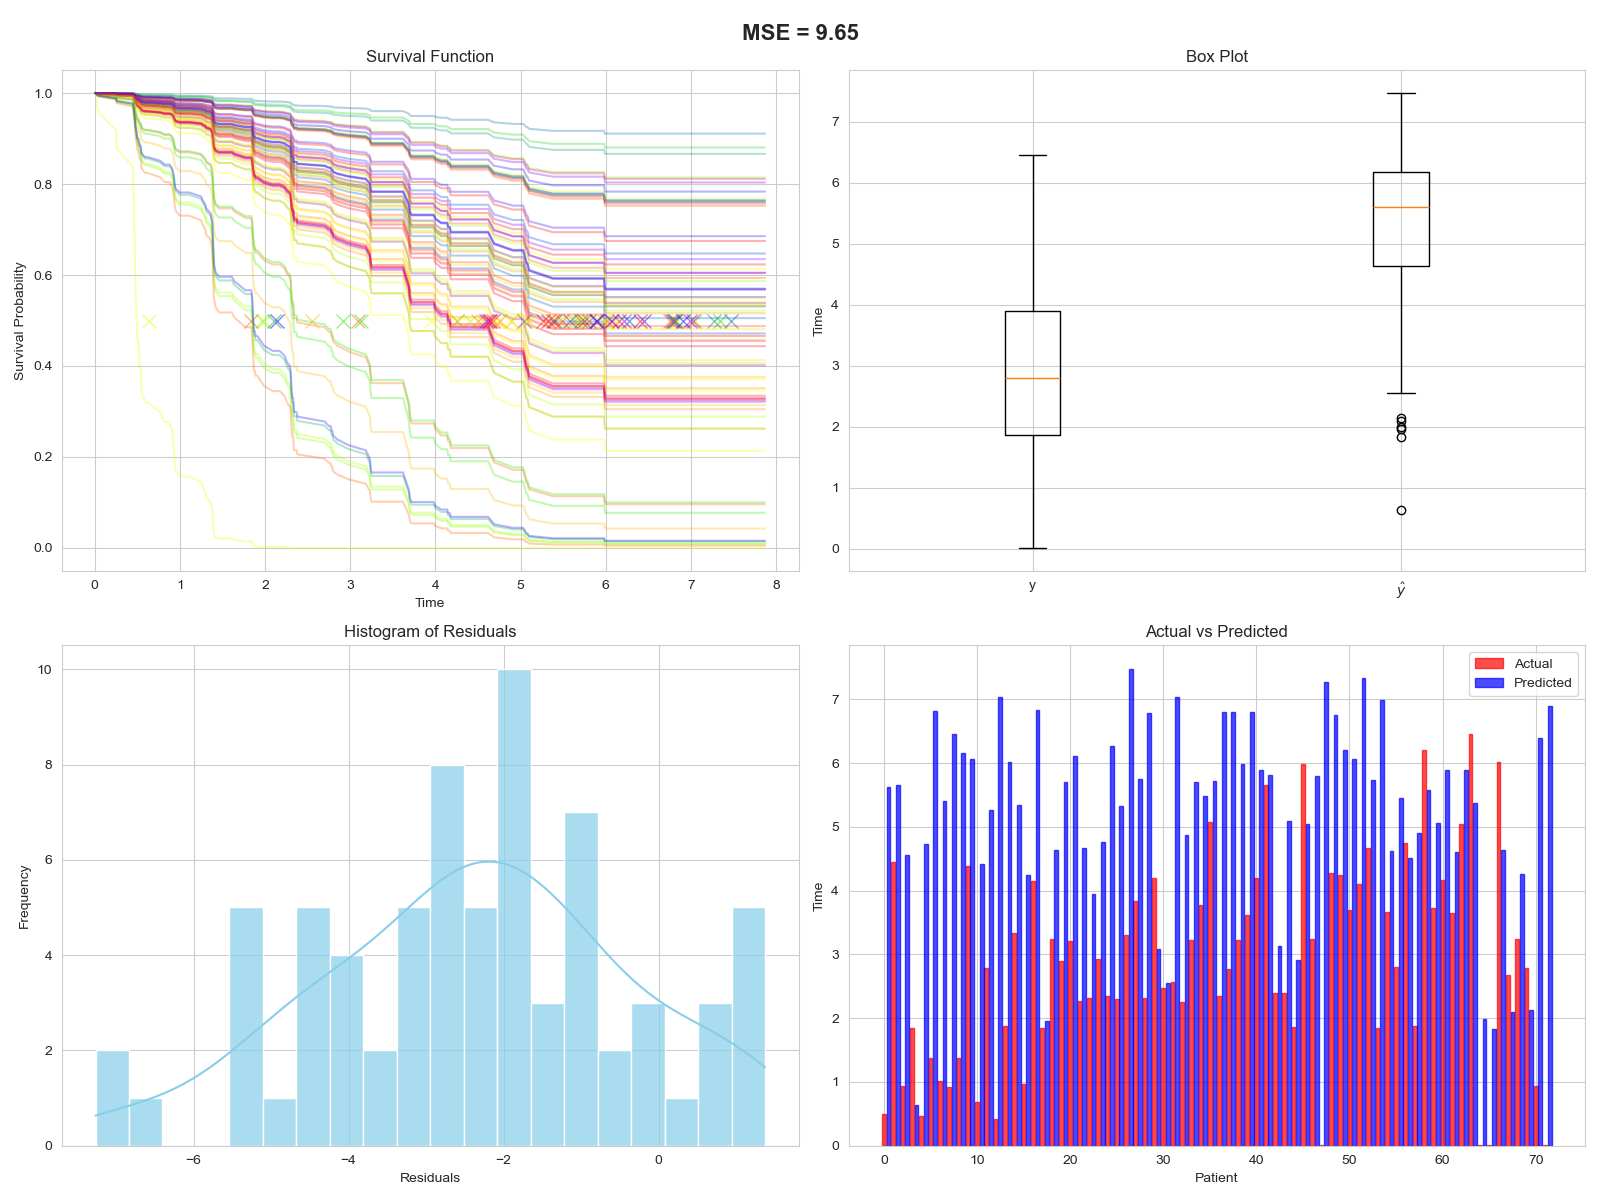 MSE = 9.65
Survival Function
1.0
0.8
0.6
0.4
0.2
0.0
Survival Probability
0 1 2 3 4 5 6 7 8
Time
Box Plot
7
6
5
4
3
2
1
0
Time
y ŷ
Histogram of Residuals
10
8
6
4
2
0
Frequency
−6 −4 −2 0
Residuals
Actual vs Predicted
Actual
Predicted
7
6
5
4
3
2
1
0
Time
0 10 20 30 40 50 60 70
Patient